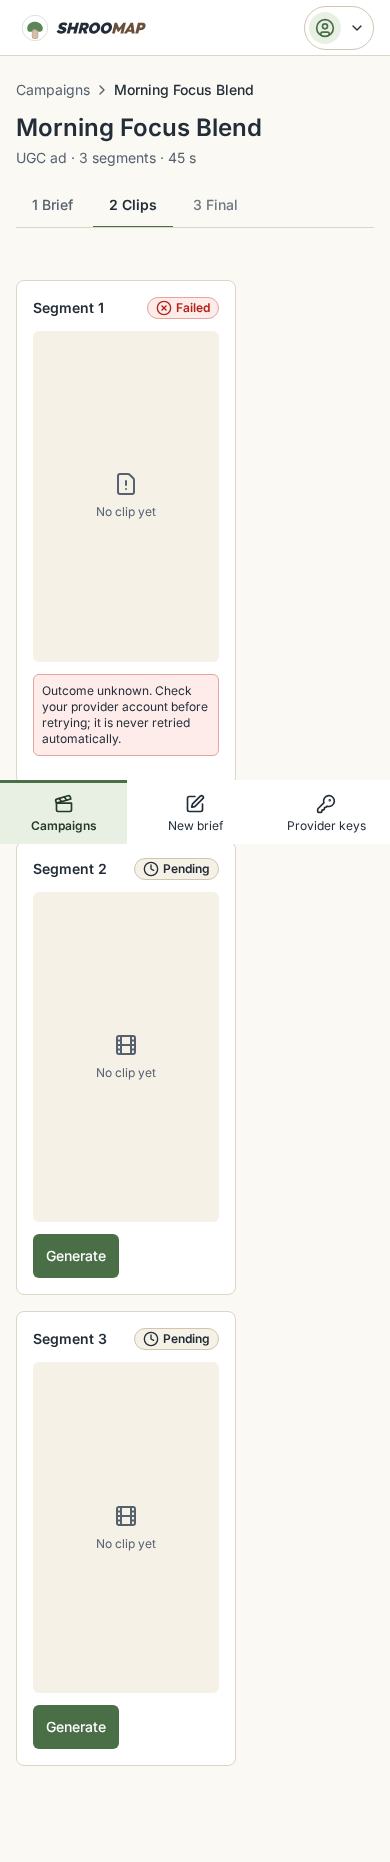 SHROOMAP
Campaigns > Morning Focus Blend
Morning Focus Blend
UGC ad · 3 segments · 45 s
1 Brief
2 Clips
3 Final
Segment 1
Failed
No clip yet
Outcome unknown. Check
your provider account before
retrying; it is never retried
automatically.
Campaigns
New brief
Provider keys
Segment 2
Pending
No clip yet
Generate
Segment 3
Pending
No clip yet
Generate